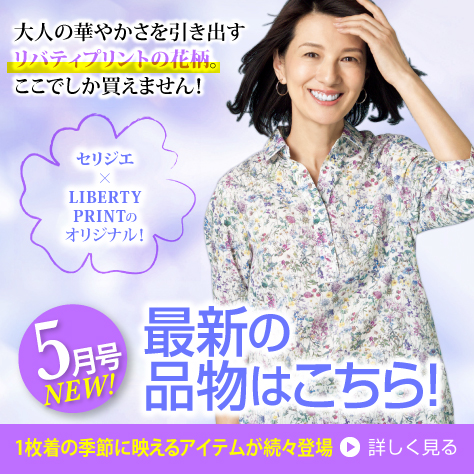 大人の華やかさを引き出す
リバティプリントの花柄。
ここでしか買えません!
セリジエ
×
LIBERTY
PRINTの
オリジナル!
5月号
NEW!
最新の
品物はこちら!
1枚着の季節に映えるアイテムが続々登場 詳しく見る